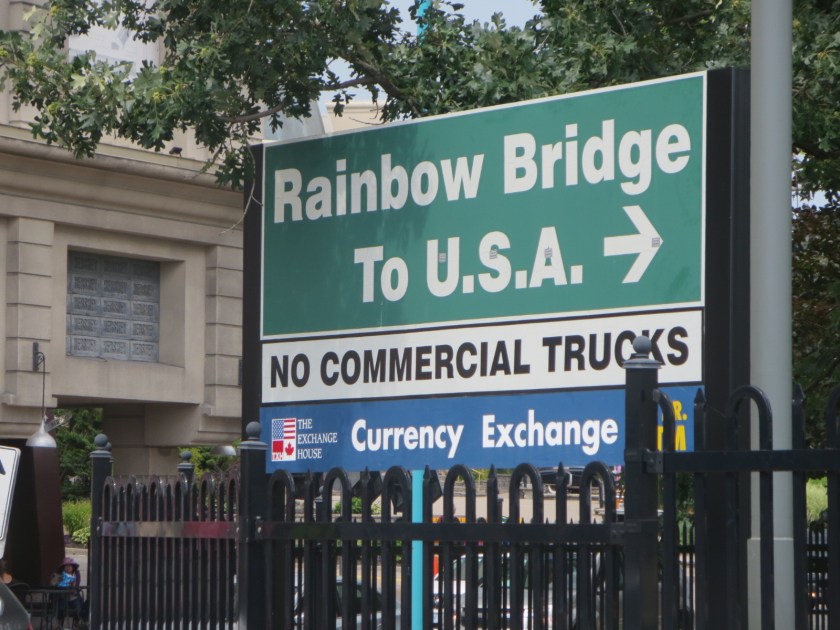 Rainbow Bridge
To U.S.A.
NO COMMERCIAL TRUCKS
THE
EXCHANGE
HOUSE
Currency Exchange